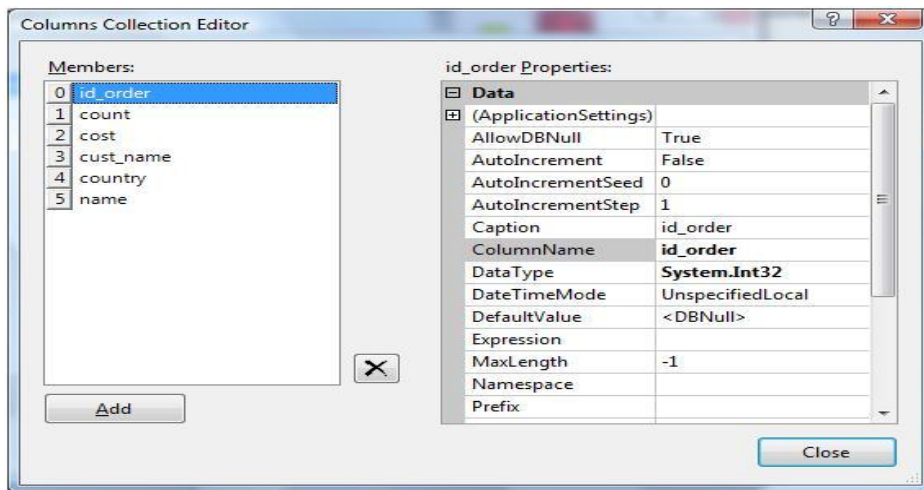 Columns Collection Editor
Members:
0 id_order
1 count
2 cost
3 cust_name
4 country
5 name
Add
id_order Properties:
Data
(ApplicationSettings)
AllowDBNull True
AutoIncrement False
AutoIncrementSeed 0
AutoIncrementStep 1
Caption id_order
ColumnName id_order
DataType System.Int32
DateTimeMode UnspecifiedLocal
DefaultValue <DBNull>
Expression
MaxLength -1
Namespace
Prefix
Close